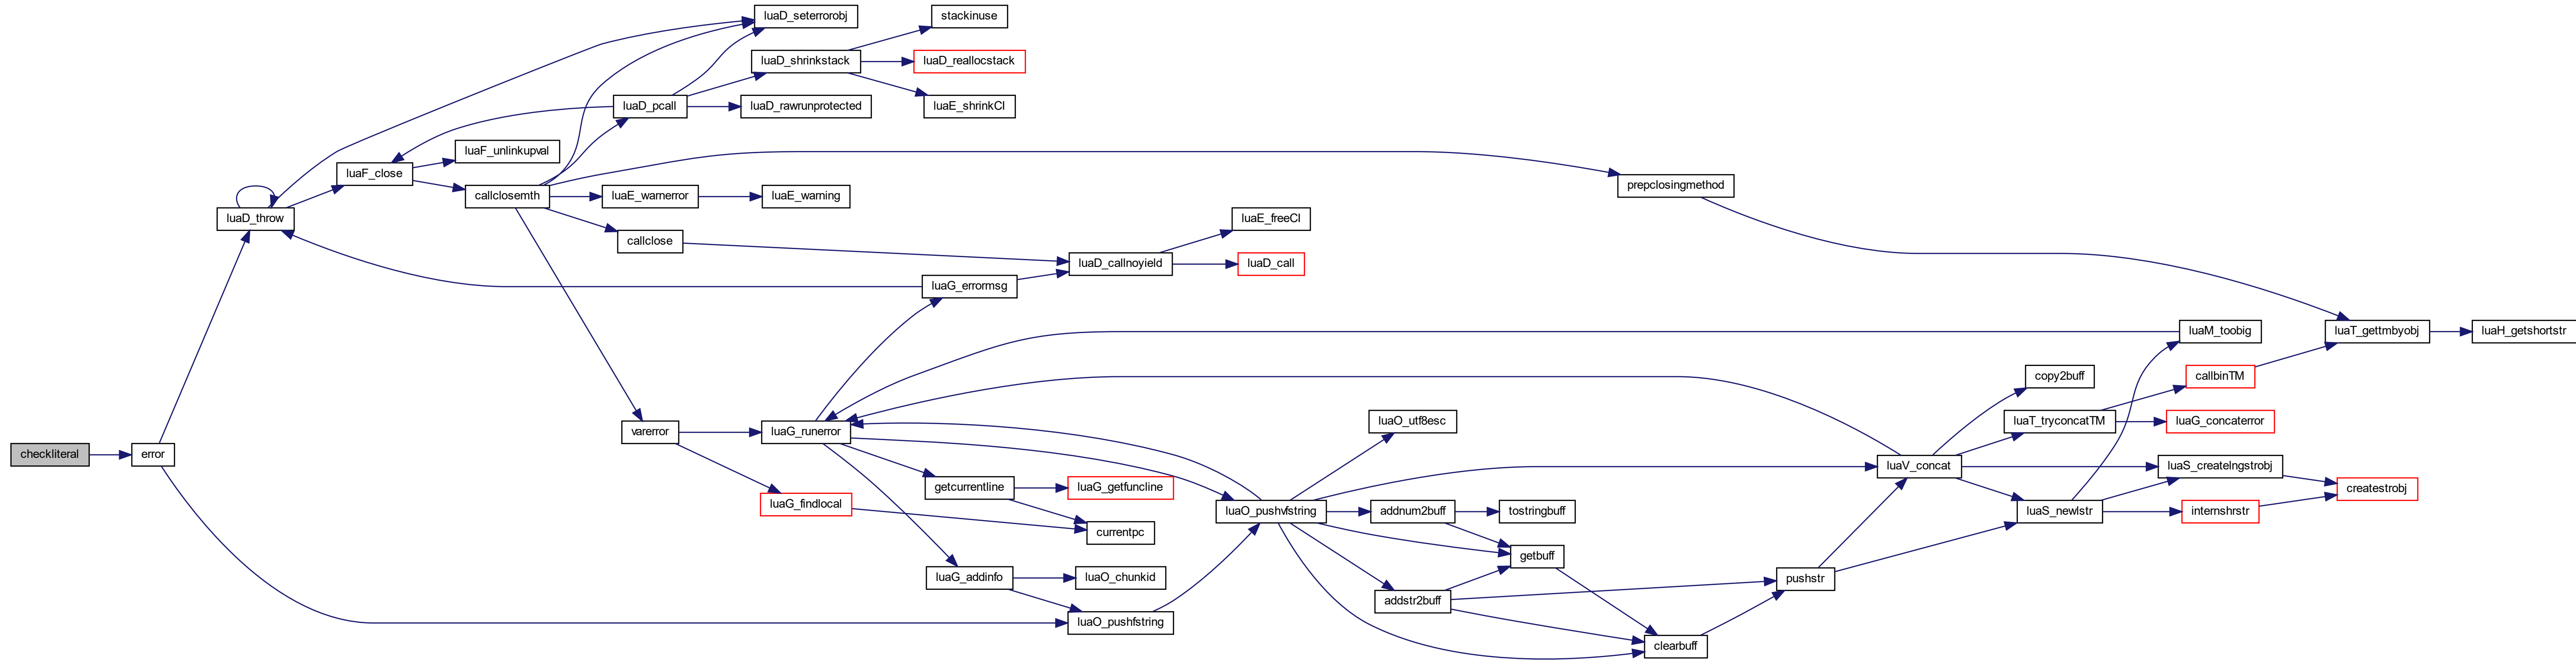 luaD_seterrorobj
stackinuse
luaD_shrinkstack
luaD_reallocstack
luaD_pcall
luaD_rawrunprotected
luaE_shrinkCI
luaF_unlinkupval
luaF_close
luaD_throw
callclosemth
luaE_warnerror
luaE_warning
prepclosingmethod
callclose
luaE_freeCI
luaD_callnoyield
luaD_call
luaG_errormsg
luaM_toobig
luaT_gettmbyobj
luaH_getshortstr
copy2buff
callbinTM
checkliteral
error
varerror
luaG_runerror
luaO_utf8esc
luaT_tryconcatTM
luaG_concaterror
luaG_findlocal
getcurrentline
luaG_getfuncline
luaV_concat
luaS_createlngstrobj
createstrobj
currentpc
luaO_pushvfstring
addnum2buff
tostringbuff
luaS_newlstr
internshrstr
getbuff
luaG_addinfo
luaO_chunkid
pushstr
addstr2buff
luaO_pushfstring
clearbuff